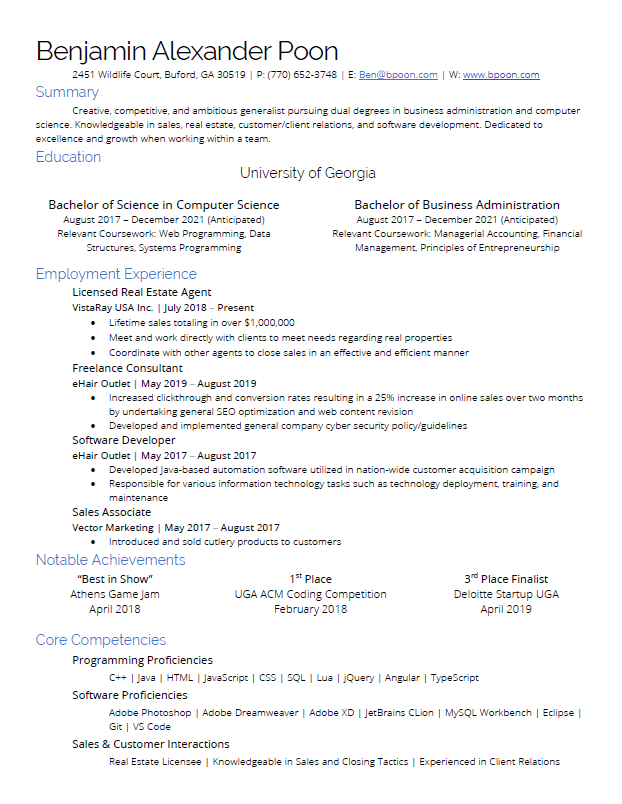 Benjamin Alexander Poon
2451 Wildlife Court, Buford, GA 30519 | P: (770) 652-3748 | E: Ben@bpoon.com | W: www.bpoon.com
Summary
Creative, competitive, and ambitious generalist pursuing dual degrees in business administration and computer
science. Knowledgeable in sales, real estate, customer/client relations, and software development. Dedicated to
excellence and growth when working within a team.
Education
University of Georgia
Bachelor of Science in Computer Science
August 2017 – December 2021 (Anticipated)
Relevant Coursework: Web Programming, Data
Structures, Systems Programming
Bachelor of Business Administration
August 2017 – December 2021 (Anticipated)
Relevant Coursework: Managerial Accounting, Financial
Management, Principles of Entrepreneurship
Employment Experience
Licensed Real Estate Agent
VistaRay USA Inc. | July 2018 – Present
• Lifetime sales totaling in over $1,000,000
• Meet and work directly with clients to meet needs regarding real properties
• Coordinate with other agents to close sales in an effective and efficient manner
Freelance Consultant
eHair Outlet | May 2019 – August 2019
• Increased clickthrough and conversion rates resulting in a 25% increase in online sales over two months
by undertaking general SEO optimization and web content revision
• Developed and implemented general company cyber security policy/guidelines
Software Developer
eHair Outlet | May 2017 – August 2017
• Developed Java-based automation software utilized in nation-wide customer acquisition campaign
• Responsible for various information technology tasks such as technology deployment, training, and
maintenance
Sales Associate
Vector Marketing | May 2017 – August 2017
• Introduced and sold cutlery products to customers
Notable Achievements
“Best in Show”
Athens Game Jam
April 2018
1st Place
UGA ACM Coding Competition
February 2018
3rd Place Finalist
Deloitte Startup UGA
April 2019
Core Competencies
Programming Proficiencies
C++ | Java | HTML | JavaScript | CSS | SQL | Lua | jQuery | Angular | TypeScript
Software Proficiencies
Adobe Photoshop | Adobe Dreamweaver | Adobe XD | JetBrains CLion | MySQL Workbench | Eclipse |
Git | VS Code
Sales & Customer Interactions
Real Estate Licensee | Knowledgeable in Sales and Closing Tactics | Experienced in Client Relations